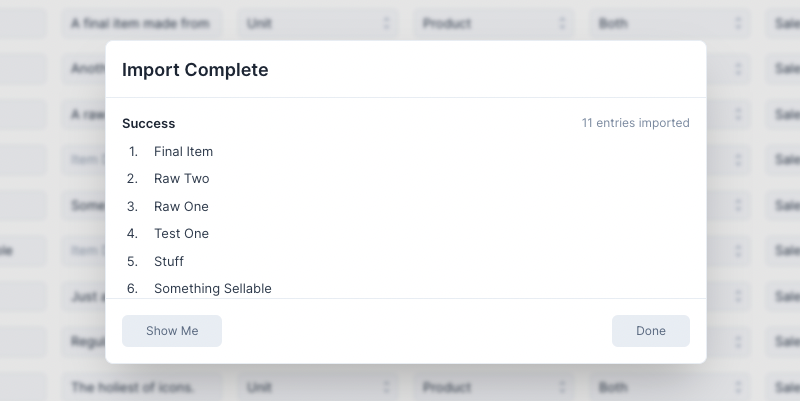 A final item made from Unit Product Both Sale
Import Complete
Success 11 entries imported
1. Final Item
2. Raw Two
3. Raw One
4. Test One
5. Stuff
6. Something Sellable
Show Me Done
The holiest of icons. Unit Product Both Sale